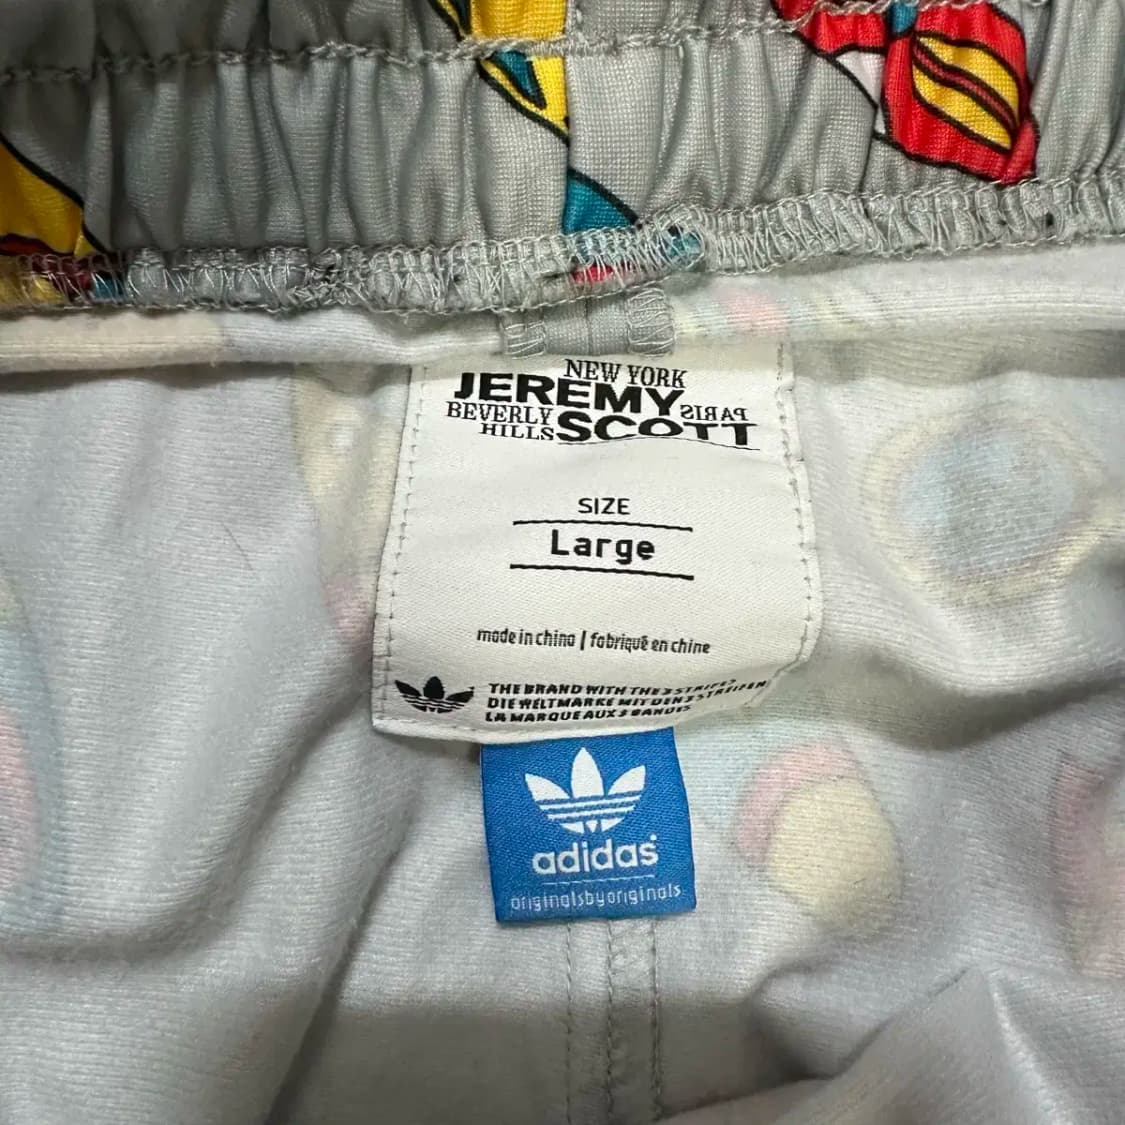 NEW YORK
JEREMY
PARIS
BEVERLY
HILLS
SCOTT
SIZE
Large
made in china | fabriqué en chine
THE BRAND WITH THE 3 STRIPES
DIE WELTMARKE MIT DEN 3 STREIFEN
LA MARQUE AUX 3 BANDES
adidas
originalsbyoriginals